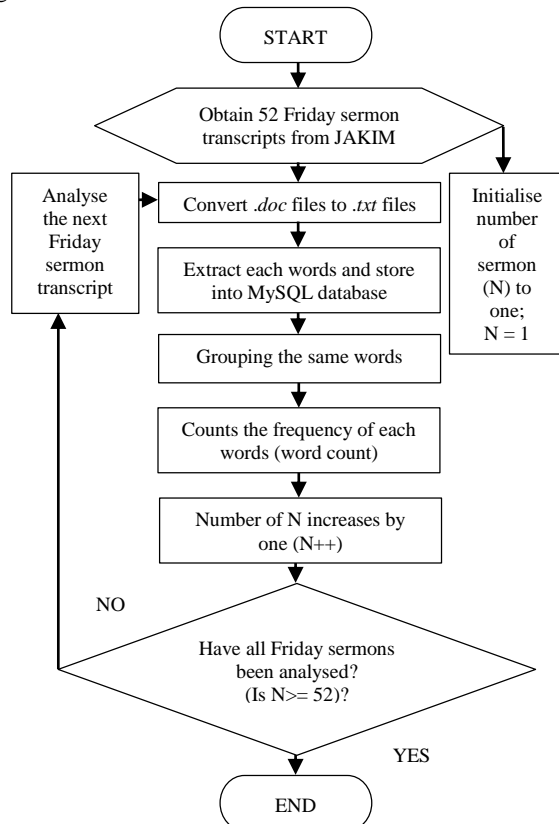 START
Obtain 52 Friday sermon
transcripts from JAKIM
Analyse
the next
Friday
sermon
transcript
Convert .doc files to .txt files
Initialise
number
of
sermon
(N) to
one;
N = 1
Extract each words and store
into MySQL database
Grouping the same words
Counts the frequency of each
words (word count)
Number of N increases by
one (N++)
NO
Have all Friday sermons
been analysed?
(Is N>= 52)?
YES
END